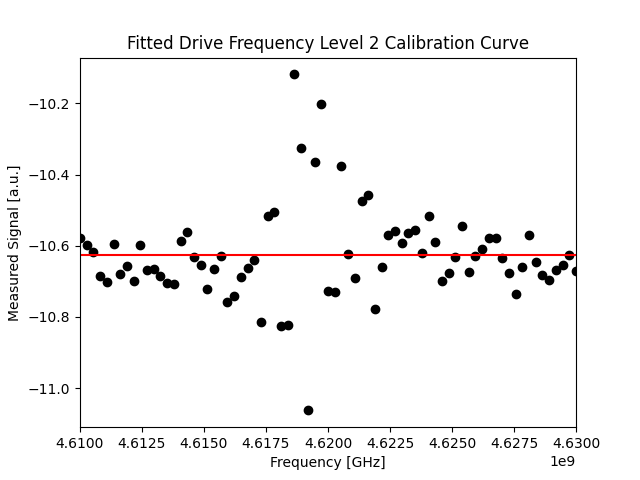 Fitted Drive Frequency Level 2 Calibration Curve
Measured Signal [a.u.]
−10.2
−10.4
−10.6
−10.8
−11.0
4.6100 4.6125 4.6150 4.6175 4.6200 4.6225 4.6250 4.6275 4.6300
Frequency [GHz]
1e9